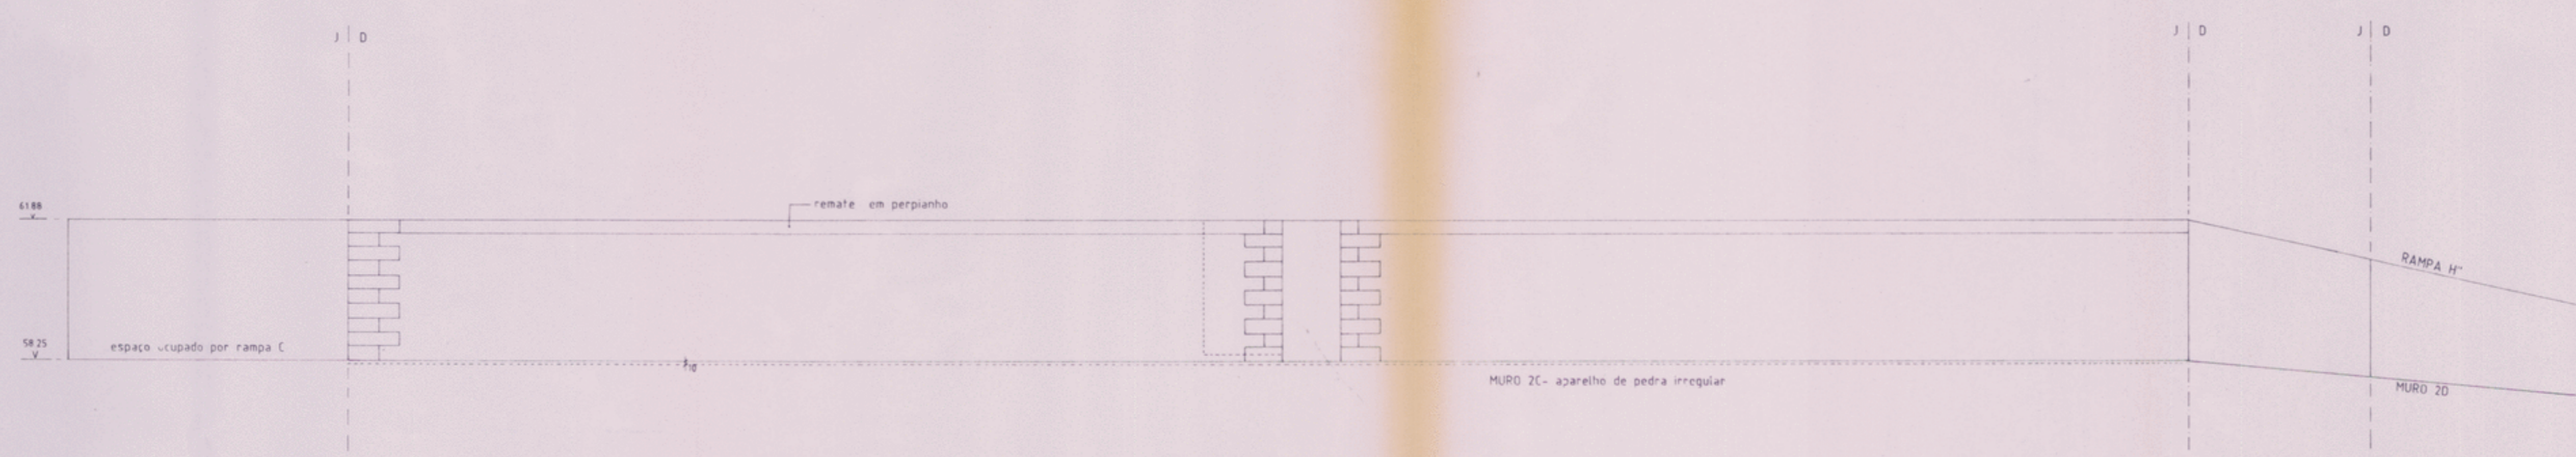 J D
J D
J D
61.88
remate em perpianho
RAMPA H''
58.25
espaço ocupado por rampa C
10
MURO 2C- aparelho de pedra irregular
MURO 2D